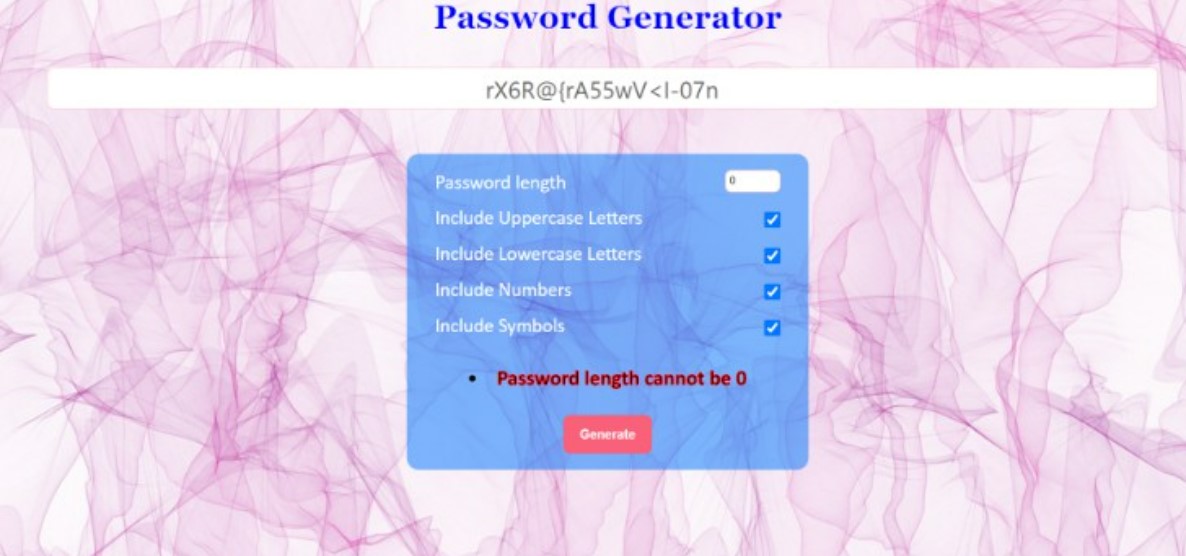 Password Generator
rX6R@{rA55wV<I-07n
Password length 0
Include Uppercase Letters
Include Lowercase Letters
Include Numbers
Include Symbols
• Password length cannot be 0
Generate